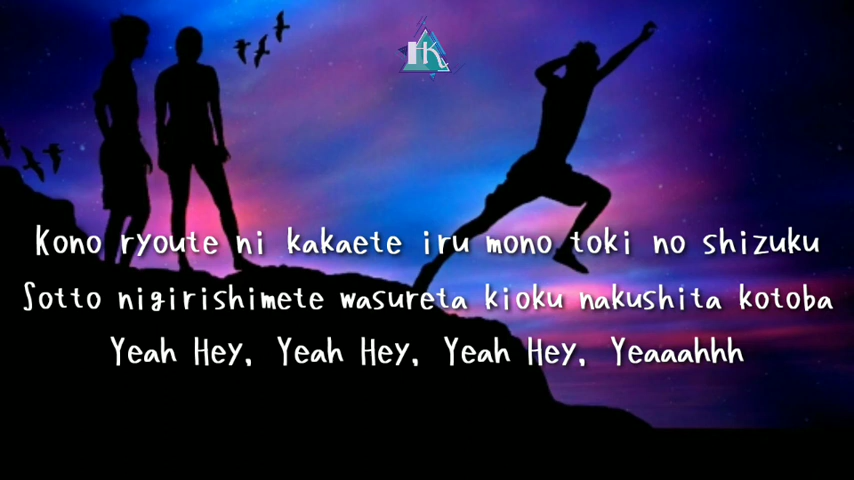 HK
Kono ryoute ni kakaete iru mono toki no shizuku
Sotto nigirishimete wasureta kioku nakushita kotoba
Yeah Hey, Yeah Hey, Yeah Hey, Yeaaahhh